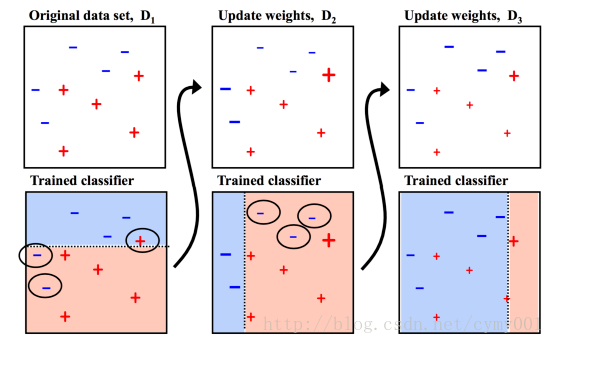 Original data set, D1
Update weights, D2
Update weights, D3
Trained classifier
Trained classifier
Trained classifier